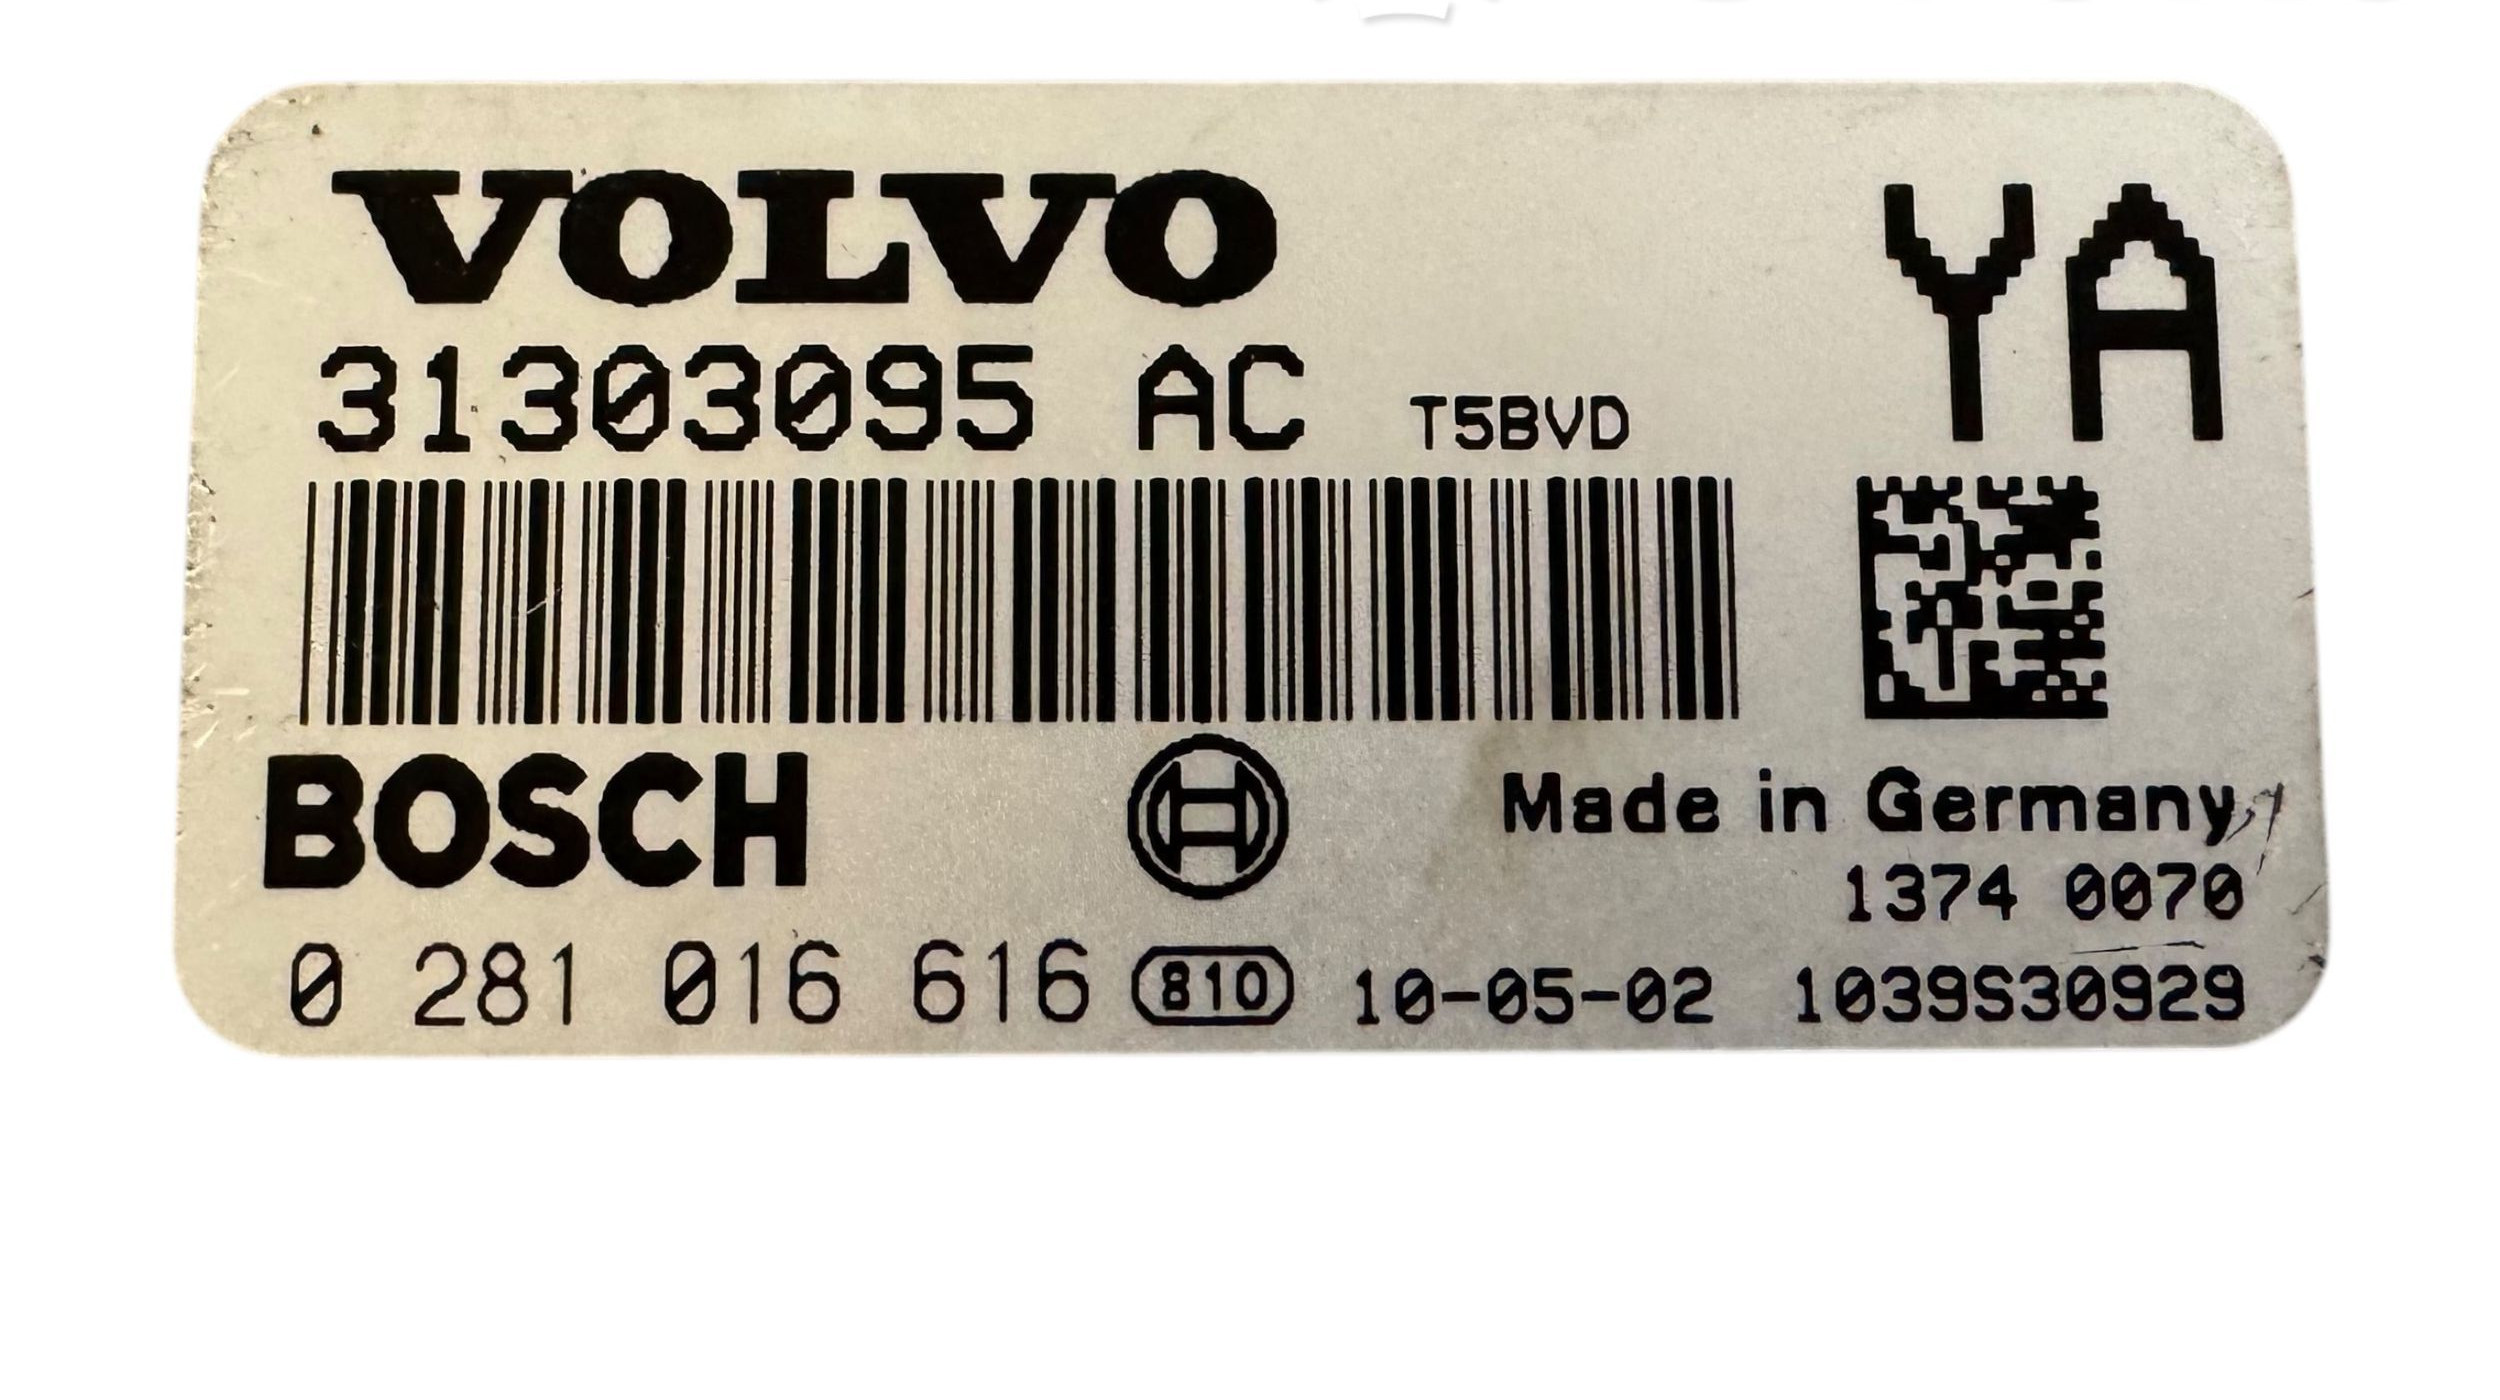 VOLVO YA
31303095 AC T5BVD
BOSCH Made in Germany
1374 0070
0 281 016 616 810 10-05-02 1039S30929